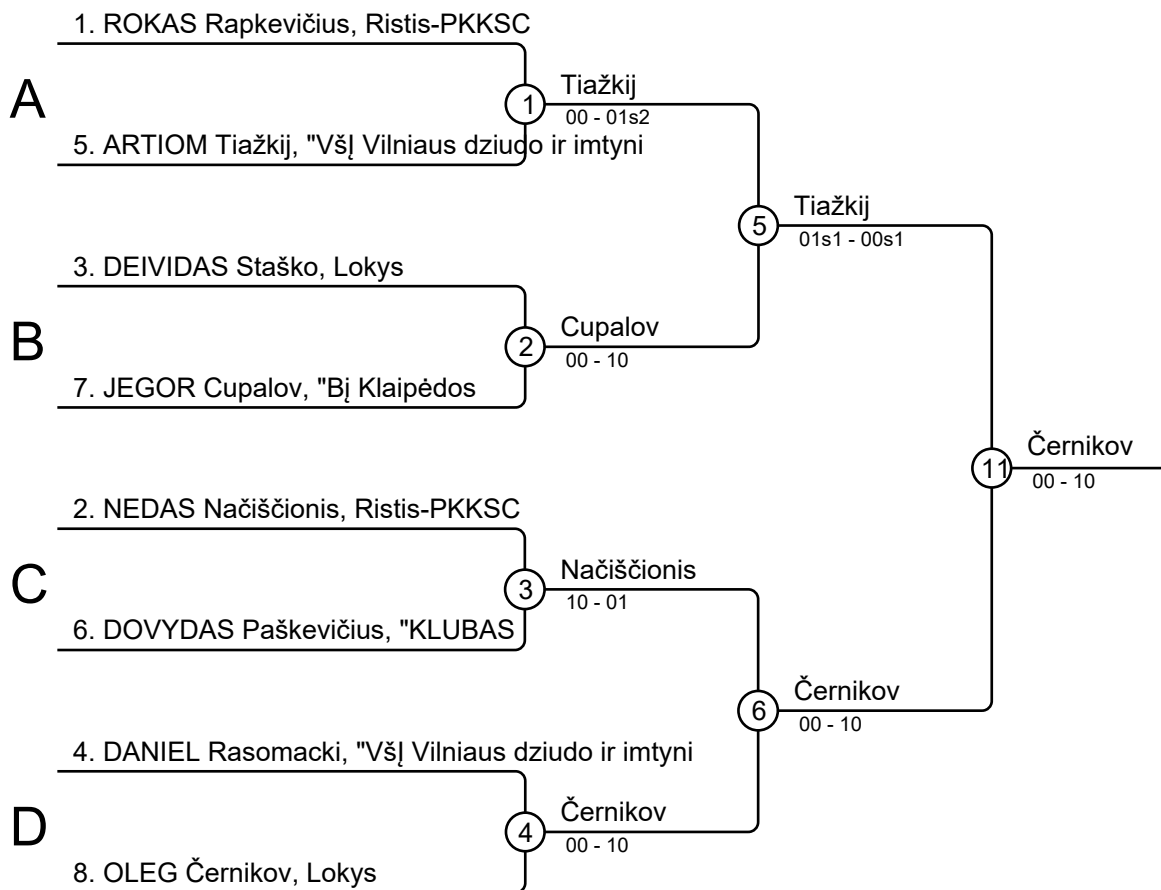 1. ROKAS Rapkevičius, Ristis-PKKSC
A
1
Tiažkij
00 - 01s2
5. ARTIOM Tiažkij, "VšĮ Vilniaus dziudo ir imtyni
5
Tiažkij
01s1 - 00s1
3. DEIVIDAS Staško, Lokys
B
2
Cupalov
00 - 10
7. JEGOR Cupalov, "Bį Klaipėdos
11
Černikov
00 - 10
2. NEDAS Načiščionis, Ristis-PKKSC
C
3
Načiščionis
10 - 01
6. DOVYDAS Paškevičius, "KLUBAS
6
Černikov
00 - 10
4. DANIEL Rasomacki, "VšĮ Vilniaus dziudo ir imtyni
D
4
Černikov
00 - 10
8. OLEG Černikov, Lokys